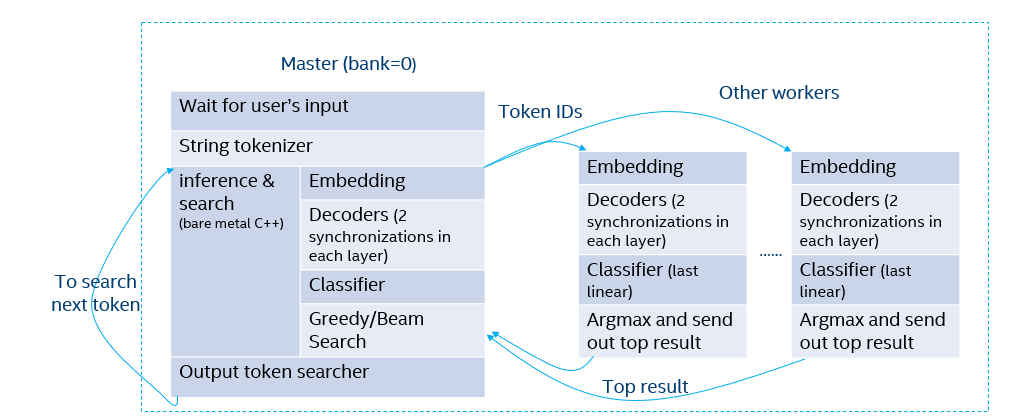 Master (bank=0)
Wait for user's input
String tokenizer
inference &
search
(bare metal C++)
Embedding
Decoders (2
synchronizations in
each layer)
Classifier
Greedy/Beam
Search
Output token searcher
To search
next token
Token IDs
Other workers
Embedding
Decoders (2
synchronizations in
each layer)
Classifier (last
linear)
Argmax and send
out top result
......
Embedding
Decoders (2
synchronizations in
each layer)
Classifier (last
linear)
Argmax and send
out top result
Top result